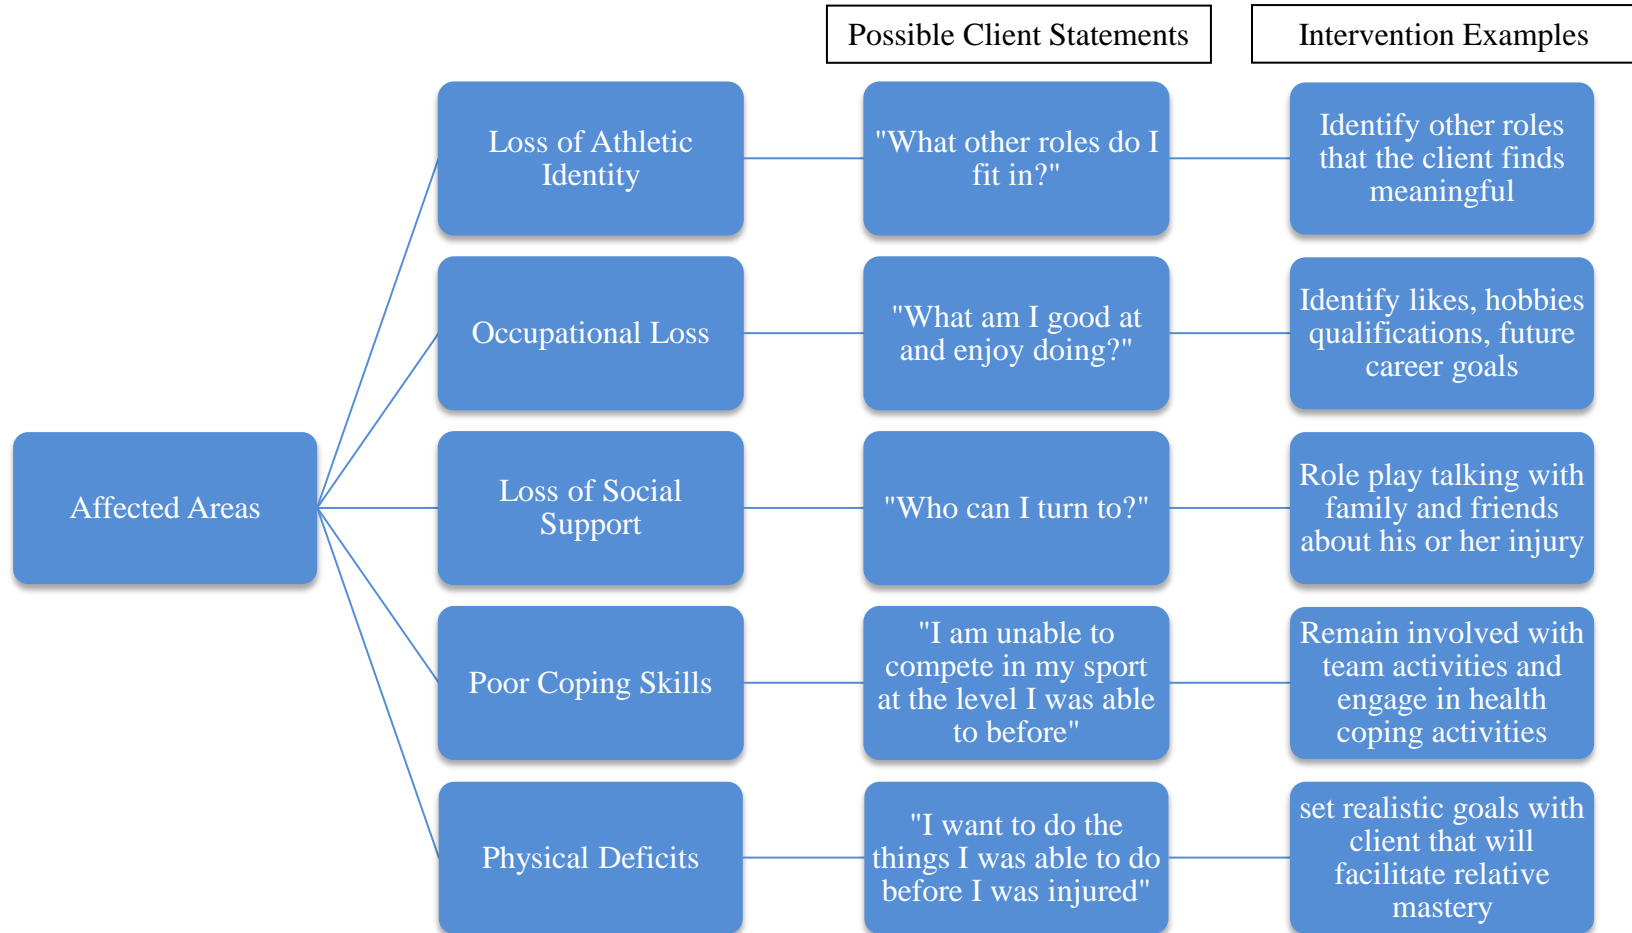 Possible Client Statements
Intervention Examples
Loss of Athletic
Identity
"What other roles do I
fit in?"
Identify other roles
that the client finds
meaningful
Occupational Loss
"What am I good at
and enjoy doing?"
Identify likes, hobbies
qualifications, future
career goals
Affected Areas
Loss of Social
Support
"Who can I turn to?"
Role play talking with
family and friends
about his or her injury
Poor Coping Skills
"I am unable to
compete in my sport
at the level I was able
to before"
Remain involved with
team activities and
engage in health
coping activities
Physical Deficits
"I want to do the
things I was able to do
before I was injured"
set realistic goals with
client that will
facilitate relative
mastery